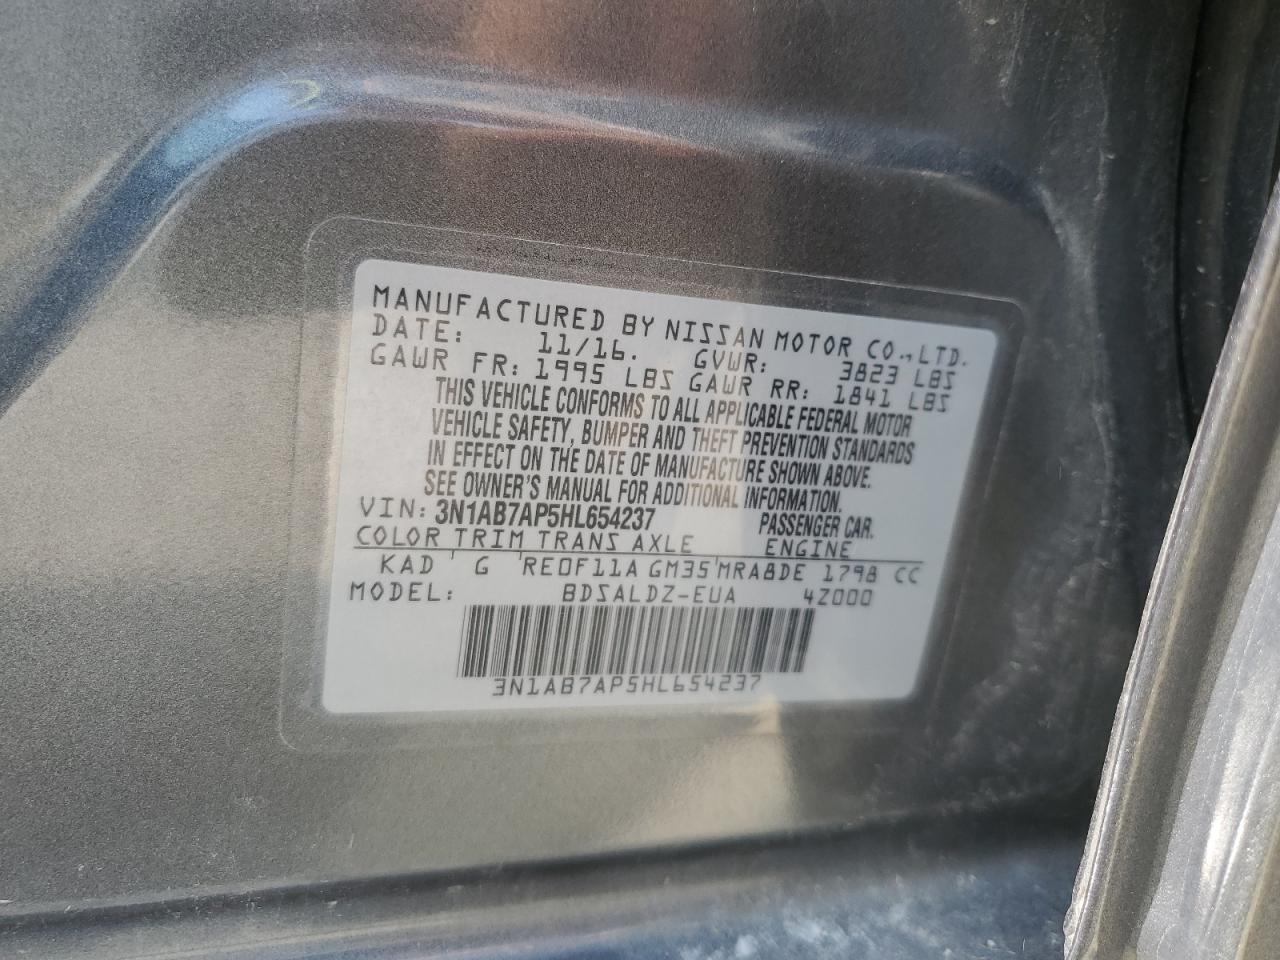 MANUFACTURED BY NISSAN MOTOR CO., LTD.
DATE: 11/16. GVWR: 3823 LBS
GAWR FR: 1995 LBS GAWR RR: 1841 LBS
THIS VEHICLE CONFORMS TO ALL APPLICABLE FEDERAL MOTOR
VEHICLE SAFETY, BUMPER AND THEFT PREVENTION STANDARDS
IN EFFECT ON THE DATE OF MANUFACTURE SHOWN ABOVE.
SEE OWNER'S MANUAL FOR ADDITIONAL INFORMATION.
VIN: 3N1AB7AP5HL654237 PASSENGER CAR.
COLOR TRIM TRANS AXLE ENGINE
KAD G RE0F11A GM35 MRA8DE 1798 CC
MODEL: BDSALDZ-EUA 4Z000
3N1AB7AP5HL654237